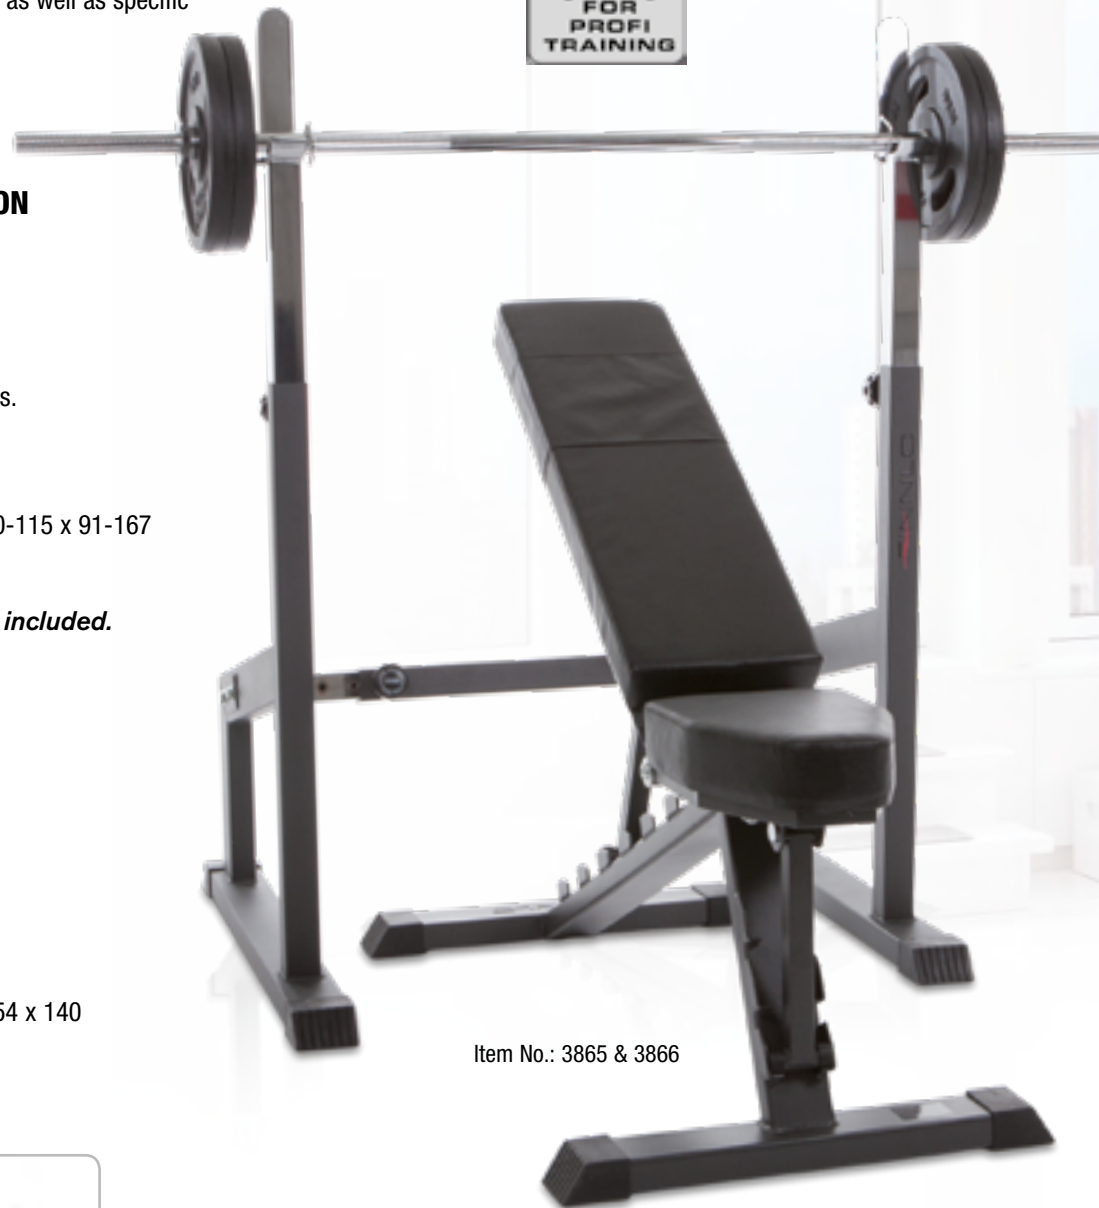 as well as specific
FOR
PROFI
TRAINING
ON
s.
0-115 x 91-167
included.
54 x 140
Item No.: 3865 & 3866